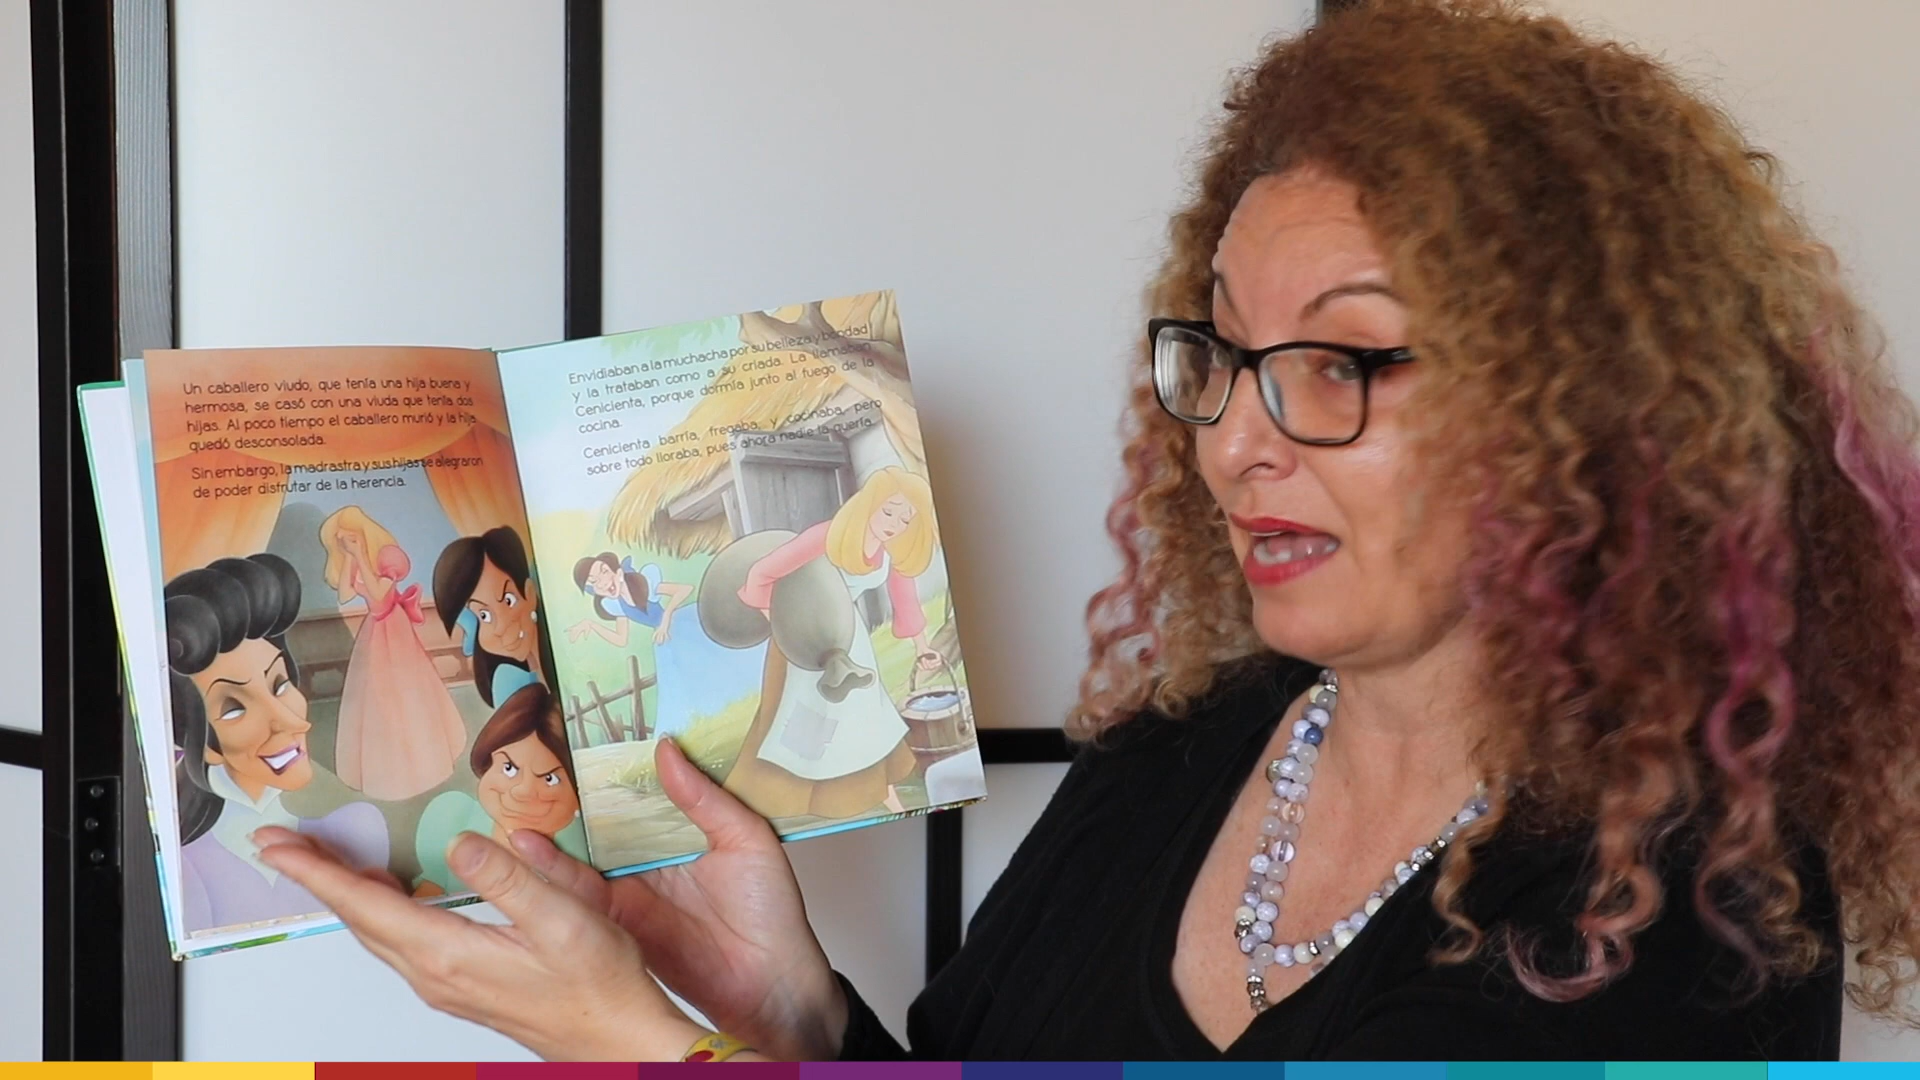 Un caballero viudo, que tenía una hija buena y
hermosa, se casó con una viuda que tenía dos
hijas. Al poco tiempo el caballero murió y la hija
quedó desconsolada.
Sin embargo, la madrastra y sus hijas se alegraron
de poder disfrutar de la herencia.
Envidiaban a la muchacha por su belleza y bondad
y la trataban como a su criada. La llamaban
Cenicienta, porque dormía junto al fuego de la
cocina.
Cenicienta barría, fregaba, y cocinaba, pero
sobre todo lloraba, pues ahora nadie la quería.